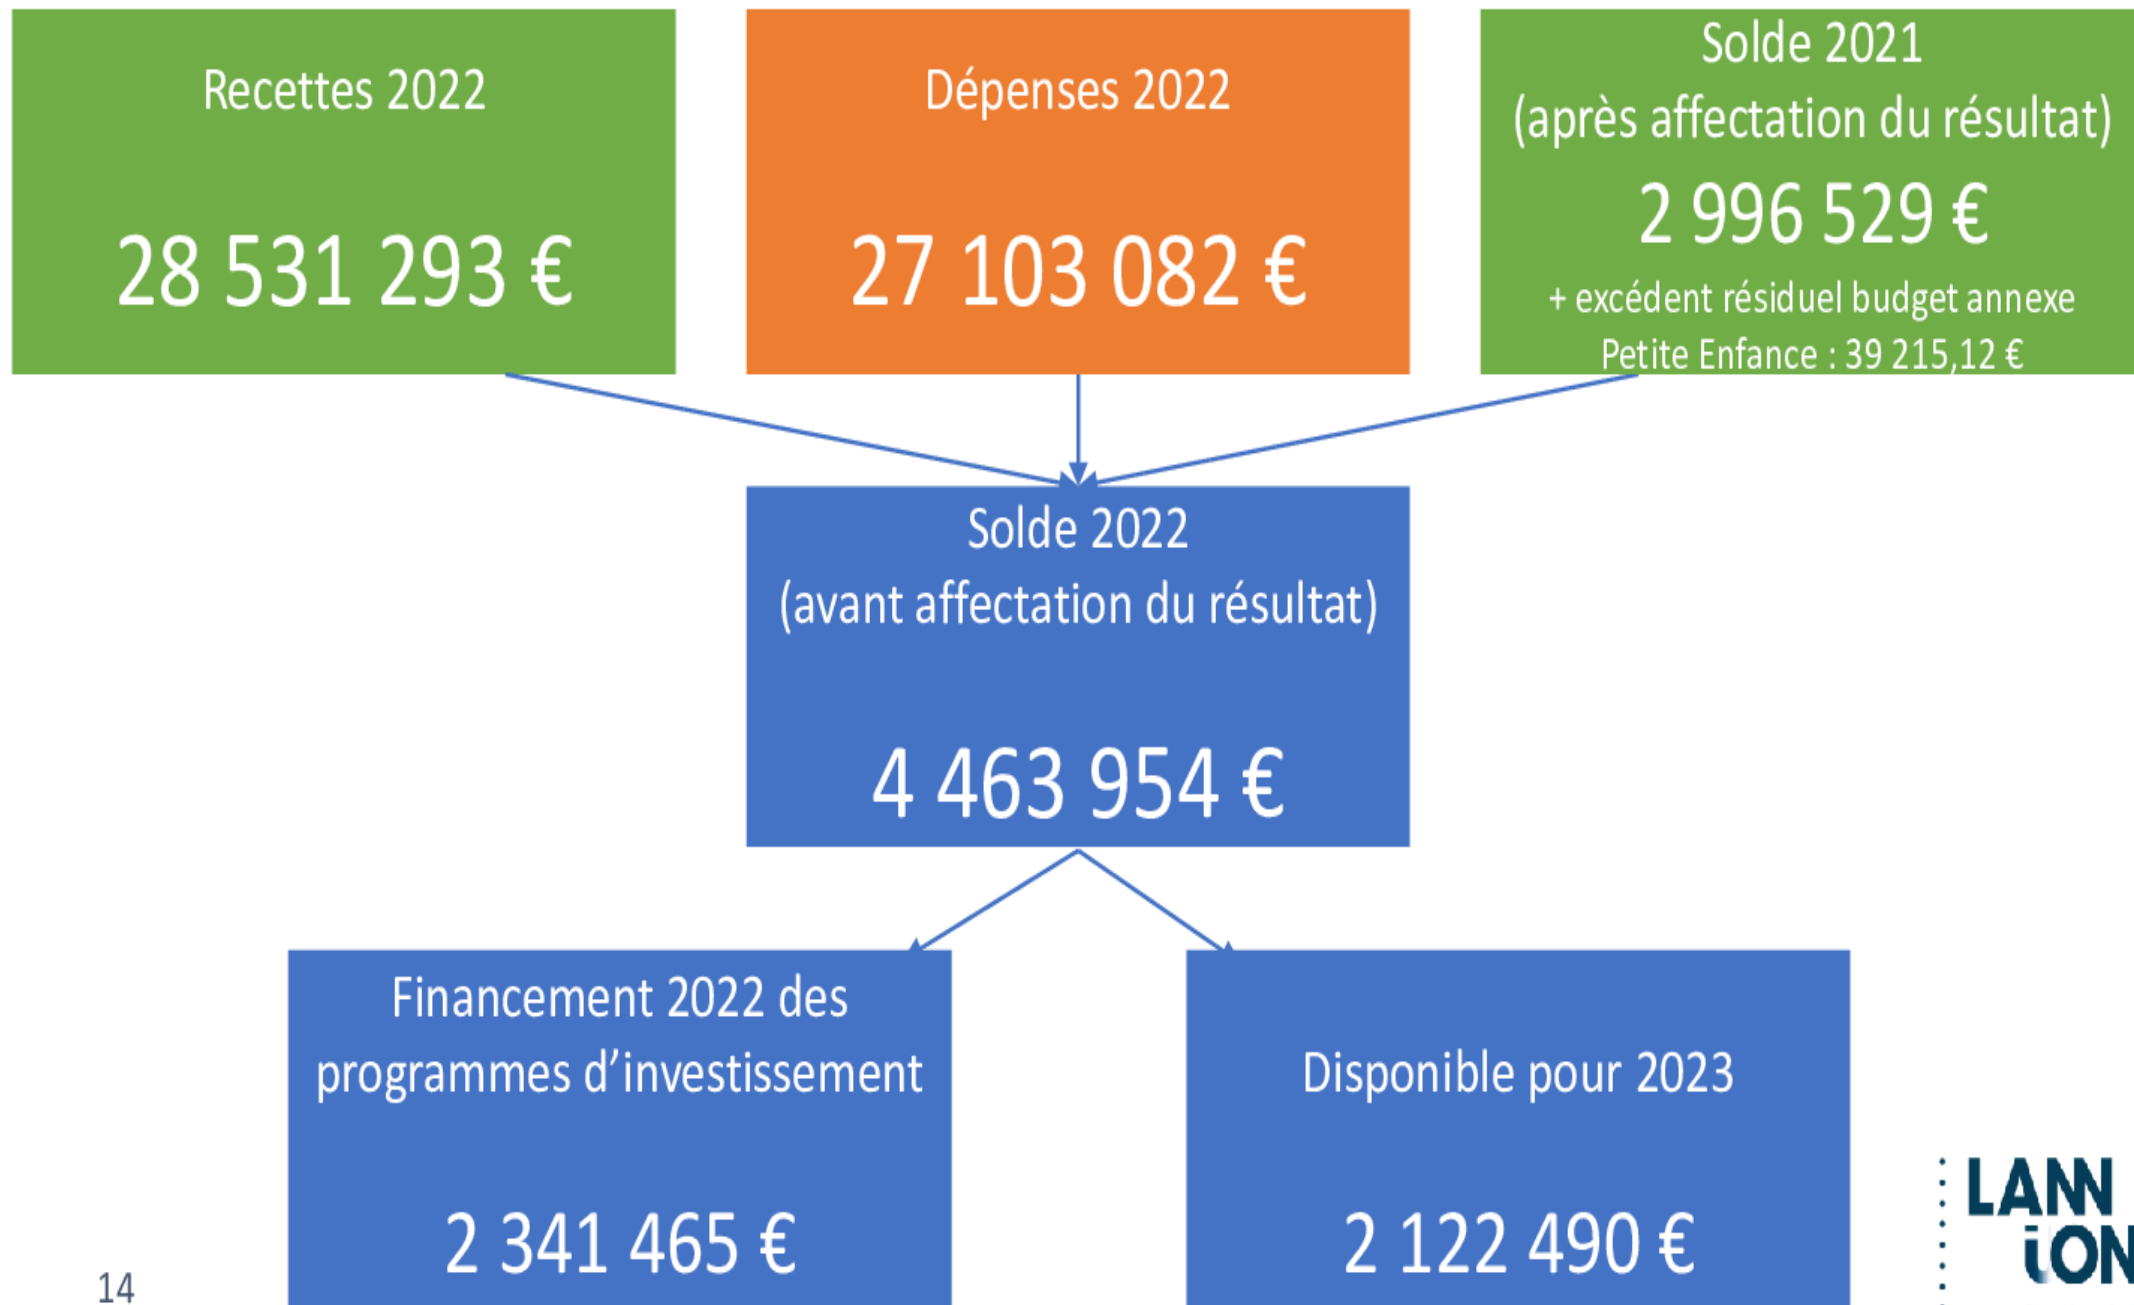 Recettes 2022
28 531 293 €
Dépenses 2022
27 103 082 €
Solde 2021
(après affectation du résultat)
2 996 529 €
+ excédent résiduel budget annexe
Petite Enfance : 39 215,12 €
Solde 2022
(avant affectation du résultat)
4 463 954 €
Financement 2022 des
programmes d’investissement
2 341 465 €
Disponible pour 2023
2 122 490 €
14
LANN
iON